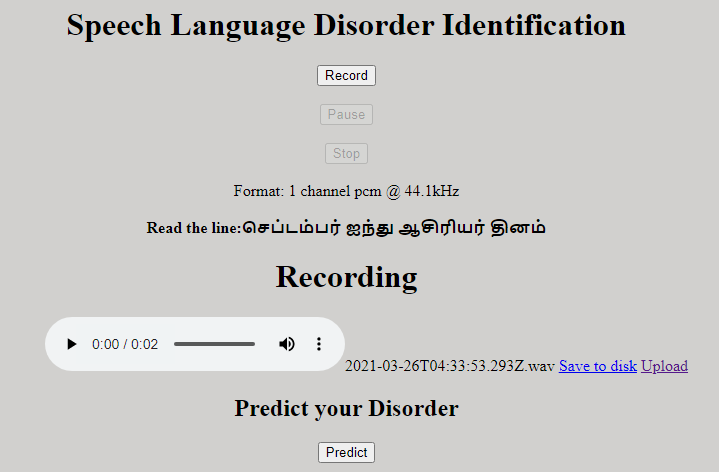 Speech Language Disorder Identification
Record
Pause
Stop
Format: 1 channel pcm @ 44.1kHz
Read the line:செப்டம்பர் ஐந்து ஆசிரியர் தினம்
Recording
0:00 / 0:02
2021-03-26T04:33:53.293Z.wav Save to disk Upload
Predict your Disorder
Predict